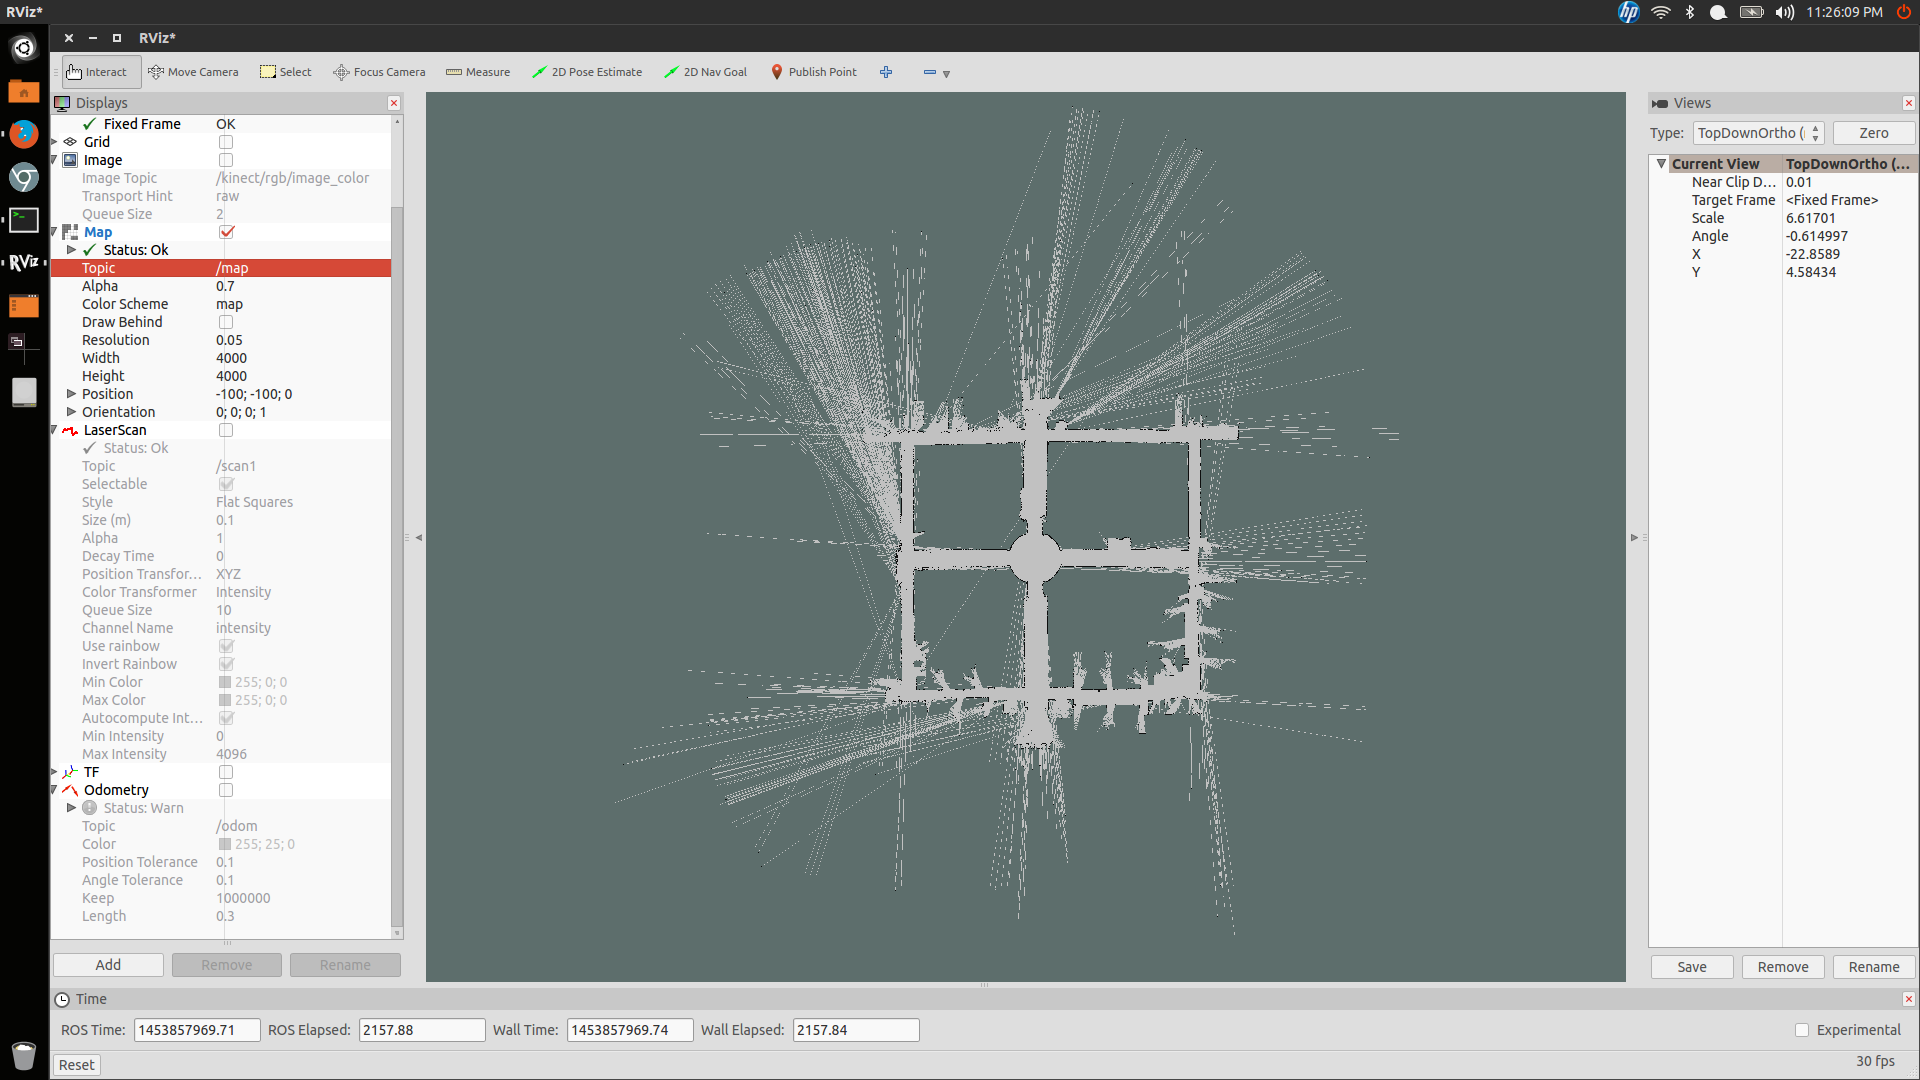 RViz*
hp
11:26:09 PM
RViz*
Interact
Move Camera
Select
Focus Camera
Measure
2D Pose Estimate
2D Nav Goal
Publish Point
Displays
Fixed Frame OK
Grid
Image
Image Topic /kinect/rgb/image_color
Transport Hint raw
Queue Size 2
Map
Status: Ok
Topic /map
Alpha 0.7
Color Scheme map
Draw Behind
Resolution 0.05
Width 4000
Height 4000
Position -100; -100; 0
Orientation 0; 0; 0; 1
LaserScan
Status: Ok
Topic /scan1
Selectable
Style Flat Squares
Size (m) 0.1
Alpha 1
Decay Time 0
Position Transfor... XYZ
Color Transformer Intensity
Queue Size 10
Channel Name intensity
Use rainbow
Invert Rainbow
Min Color 255; 0; 0
Max Color 255; 0; 0
Autocompute Int...
Min Intensity 0
Max Intensity 4096
TF
Odometry
Status: Warn
Topic /odom
Color 255; 25; 0
Position Tolerance 0.1
Angle Tolerance 0.1
Keep 1000000
Length 0.3
Add
Remove
Rename
Views
Type: TopDownOrtho (
Zero
Current View TopDownOrtho (...
Near Clip D... 0.01
Target Frame <Fixed Frame>
Scale 6.61701
Angle -0.614997
X -22.8589
Y 4.58434
Save
Remove
Rename
Time
ROS Time: 1453857969.71 ROS Elapsed: 2157.88 Wall Time: 1453857969.74 Wall Elapsed: 2157.84
Experimental
Reset
30 fps
RViz